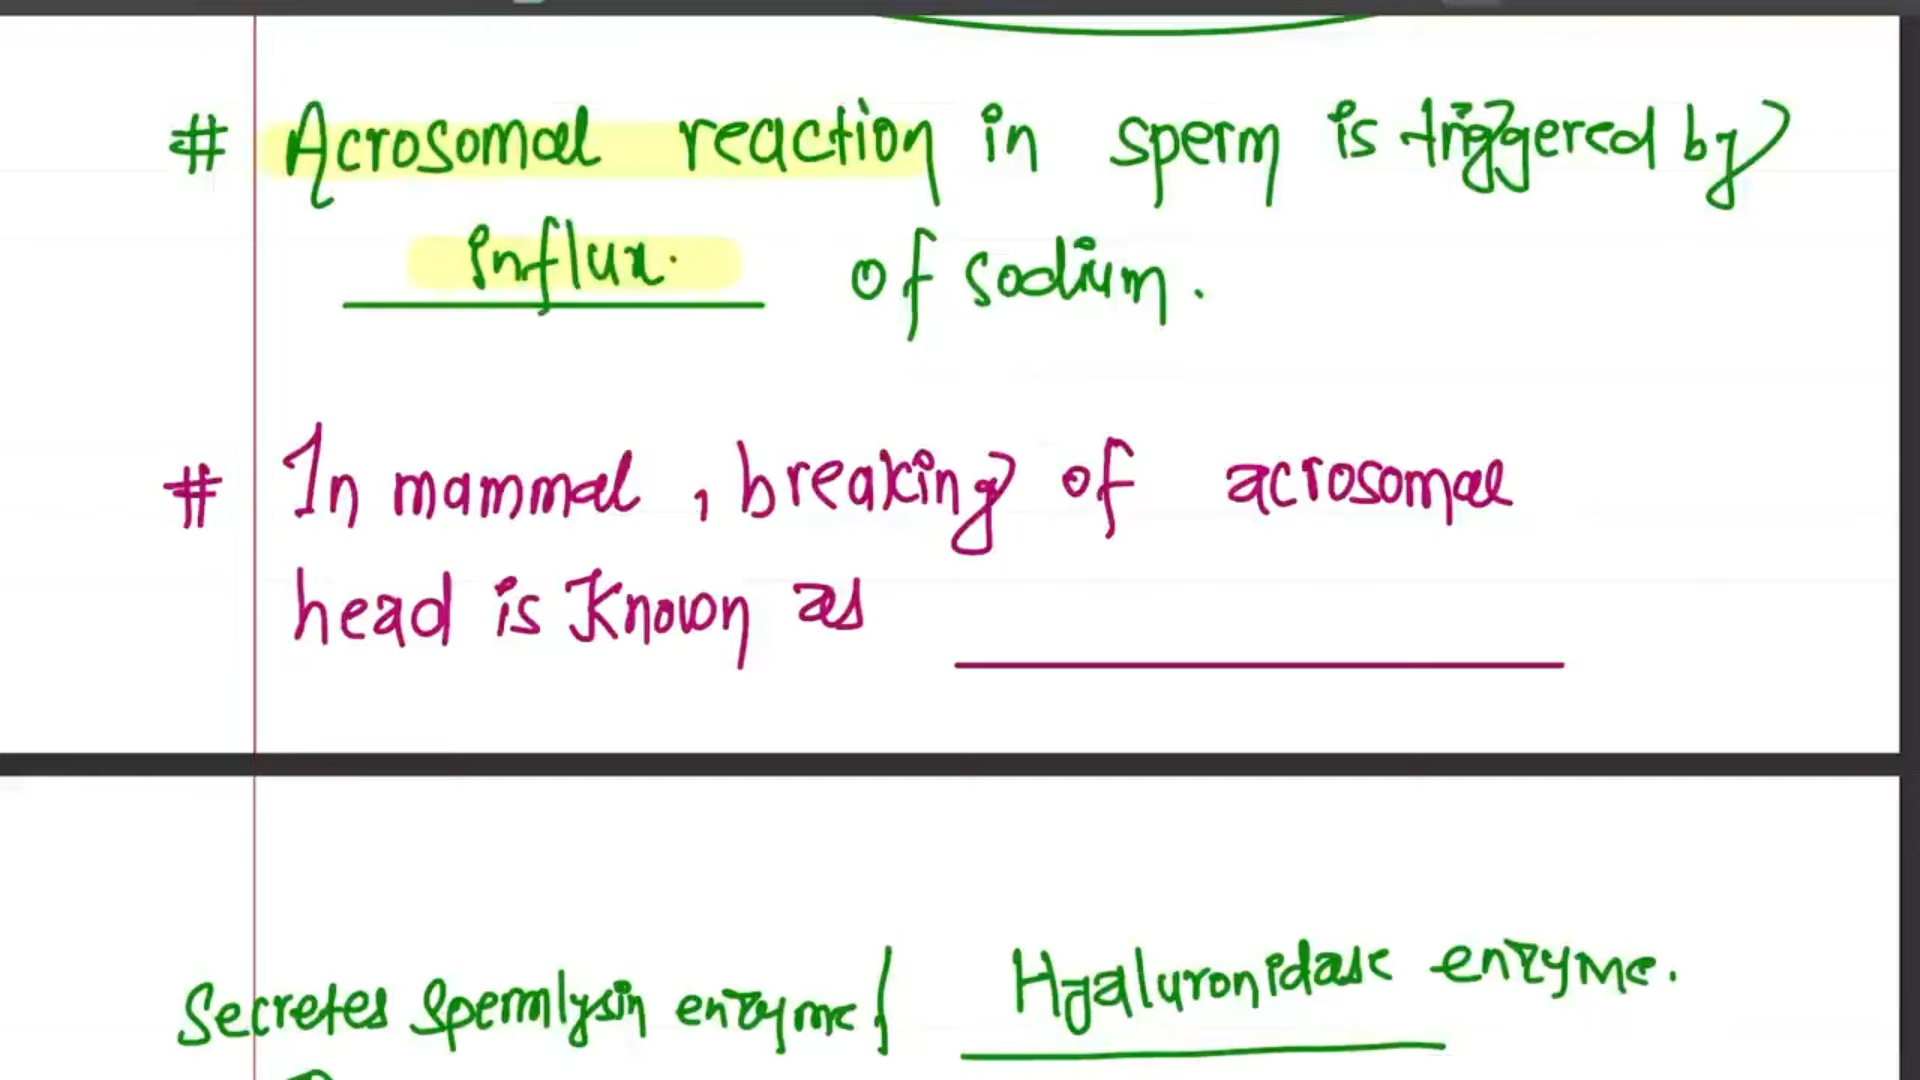 # Acrosomal reaction in sperm is triggered by
influx. of sodium.
# In mammal, breaking of acrosomal
head is known as
Secretes spermlysin enzyme/ Hyaluronidase enzyme.